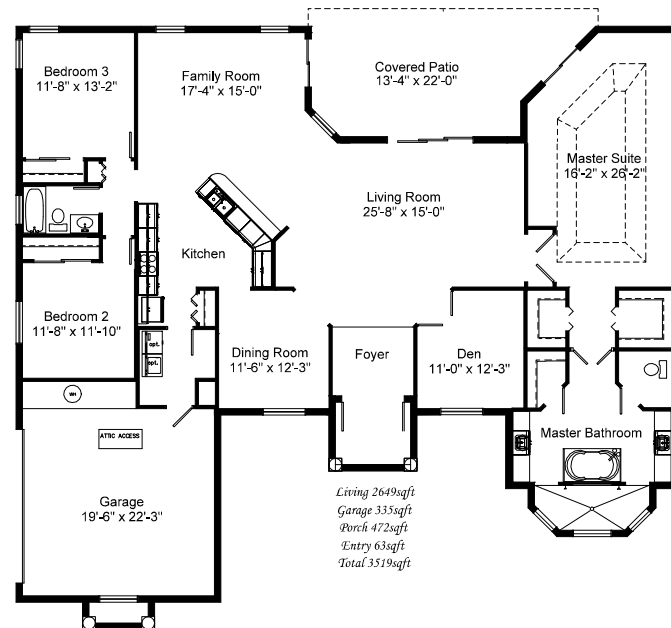 Bedroom 3
11'-8" x 13'-2"
Family Room
17'-4" x 15'-0"
Covered Patio
13'-4" x 22'-0"
Master Suite
16'-2" x 26'-2"
Living Room
25'-8" x 15'-0"
Kitchen
Bedroom 2
11'-8" x 11'-10"
opt.
opt.
Dining Room
11'-6" x 12'-3"
Foyer
Den
11'-0" x 12'-3"
WH
ATTIC ACCESS
Master Bathroom
Garage
19'-6" x 22'-3"
Living 2649sqft
Garage 335sqft
Porch 472sqft
Entry 63sqft
Total 3519sqft